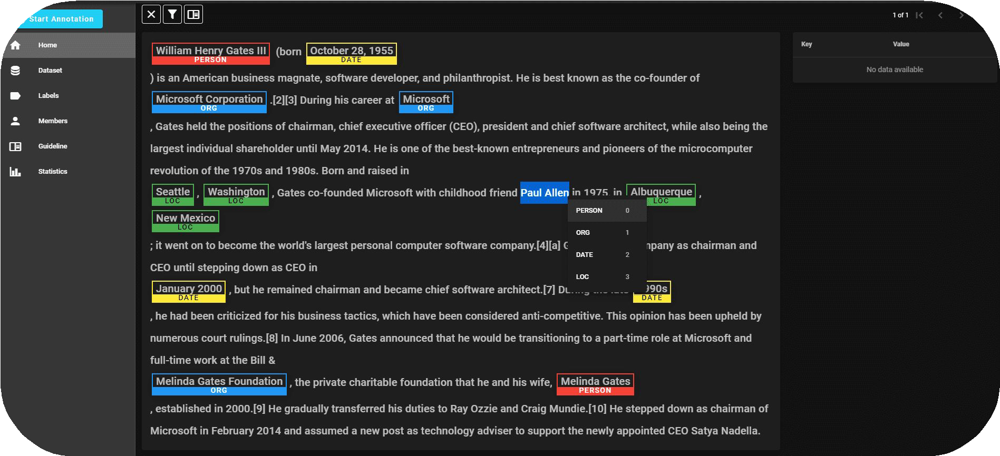 Start Annotation
Home
Dataset
Labels
Members
Guideline
Statistics
1 of 1
William Henry Gates III (born October 28, 1955
PERSON DATE
) is an American business magnate, software developer, and philanthropist. He is best known as the co-founder of
Microsoft Corporation .[2][3] During his career at Microsoft
ORG ORG
, Gates held the positions of chairman, chief executive officer (CEO), president and chief software architect, while also being the
largest individual shareholder until May 2014. He is one of the best-known entrepreneurs and pioneers of the microcomputer
revolution of the 1970s and 1980s. Born and raised in
Seattle , Washington , Gates co-founded Microsoft with childhood friend Paul Allen in 1975, in Albuquerque ,
LOC LOC LOC
New Mexico
LOC
; it went on to become the world's largest personal computer software company.[4][a] mpany as chairman and
CEO until stepping down as CEO in
January 2000 , but he remained chairman and became chief software architect.[7] 990s
DATE DATE
, he had been criticized for his business tactics, which have been considered anti-competitive. This opinion has been upheld by
numerous court rulings.[8] In June 2006, Gates announced that he would be transitioning to a part-time role at Microsoft and
full-time work at the Bill &
Melinda Gates Foundation , the private charitable foundation that he and his wife, Melinda Gates
ORG PERSON
, established in 2000.[9] He gradually transferred his duties to Ray Ozzie and Craig Mundie.[10] He stepped down as chairman of
Microsoft in February 2014 and assumed a new post as technology adviser to support the newly appointed CEO Satya Nadella.
PERSON 0
ORG 1
DATE 2
LOC 3
Key Value
No data available